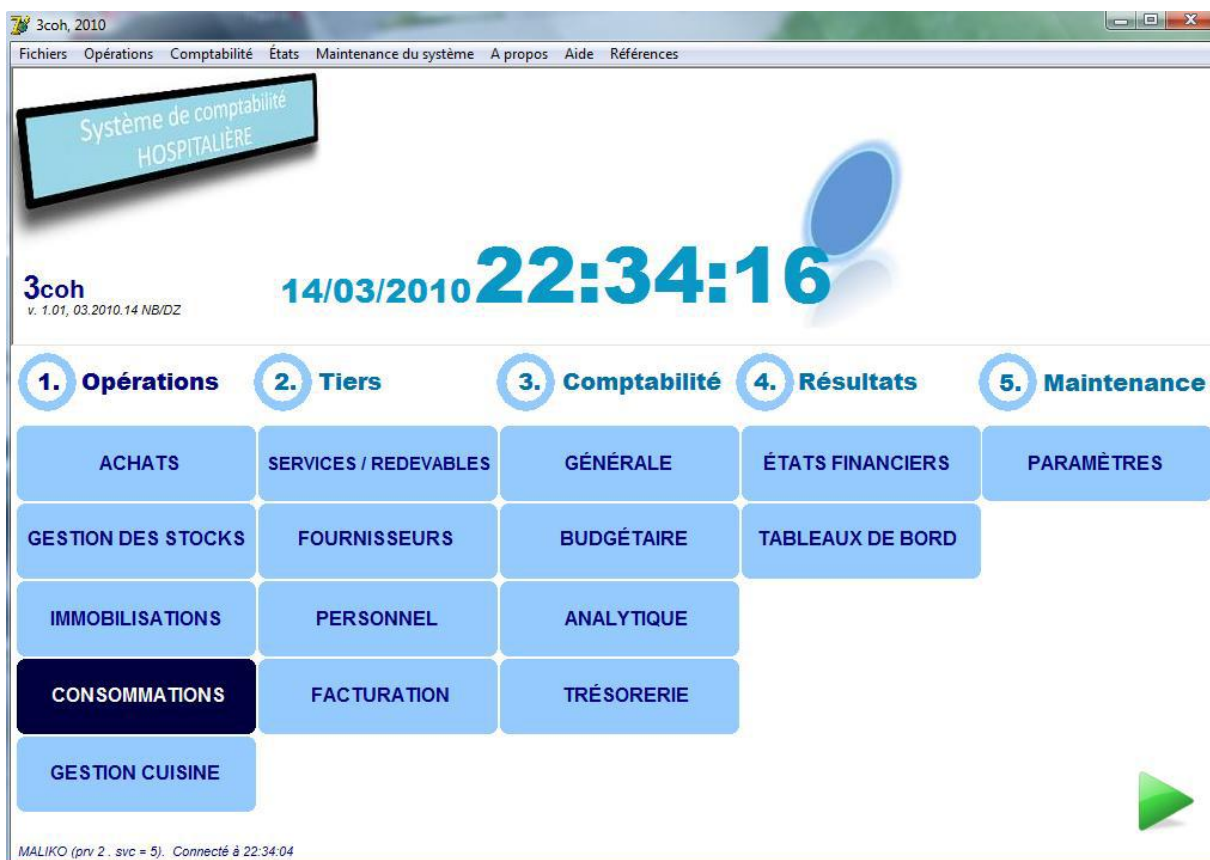 3coh, 2010
Fichiers Opérations Comptabilité États Maintenance du système A propos Aide Références
Système de comptabilité
HOSPITALIÈRE
3coh
v. 1.01, 03.2010.14 NB/DZ
14/03/2010 22:34:16
1. Opérations 2. Tiers 3. Comptabilité 4. Résultats 5. Maintenance
ACHATS SERVICES / REDEVABLES GÉNÉRALE ÉTATS FINANCIERS PARAMÈTRES
GESTION DES STOCKS FOURNISSEURS BUDGÉTAIRE TABLEAUX DE BORD
IMMOBILISATIONS PERSONNEL ANALYTIQUE
CONSOMMATIONS FACTURATION TRÉSORERIE
GESTION CUISINE
MALIKO (prv 2 . svc = 5). Connecté à 22:34:04